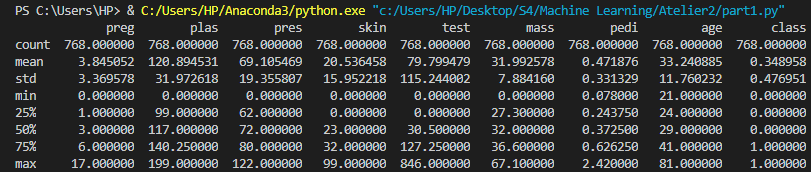 PS C:\Users\HP> & C:/Users/HP/Anaconda3/python.exe "c:/Users/HP/Desktop/S4/Machine Learning/Atelier2/part1.py"
preg plas pres skin test mass pedi age class
count 768.000000 768.000000 768.000000 768.000000 768.000000 768.000000 768.000000 768.000000 768.000000
mean 3.845052 120.894531 69.105469 20.536458 79.799479 31.992578 0.471876 33.240885 0.348958
std 3.369578 31.972618 19.355807 15.952218 115.244002 7.884160 0.331329 11.760232 0.476951
min 0.000000 0.000000 0.000000 0.000000 0.000000 0.000000 0.078000 21.000000 0.000000
25% 1.000000 99.000000 62.000000 0.000000 0.000000 27.300000 0.243750 24.000000 0.000000
50% 3.000000 117.000000 72.000000 23.000000 30.500000 32.000000 0.372500 29.000000 0.000000
75% 6.000000 140.250000 80.000000 32.000000 127.250000 36.600000 0.626250 41.000000 1.000000
max 17.000000 199.000000 122.000000 99.000000 846.000000 67.100000 2.420000 81.000000 1.000000